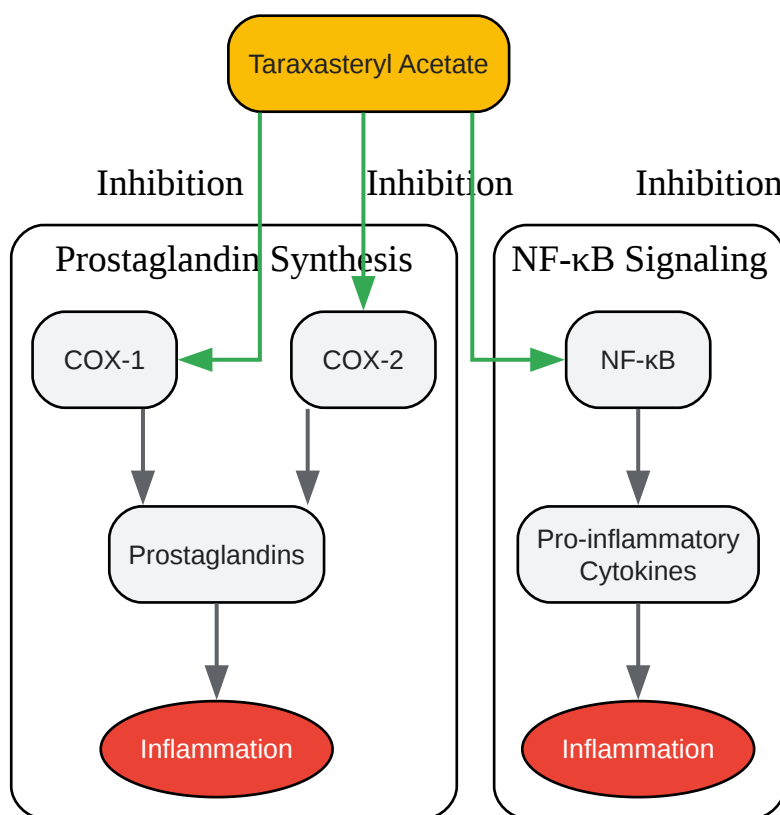 Taraxasteryl Acetate
Inhibition
Inhibition
Inhibition
Prostaglandin Synthesis
NF-κB Signaling
COX-1
COX-2
NF-κB
Prostaglandins
Pro-inflammatory
Cytokines
Inflammation
Inflammation